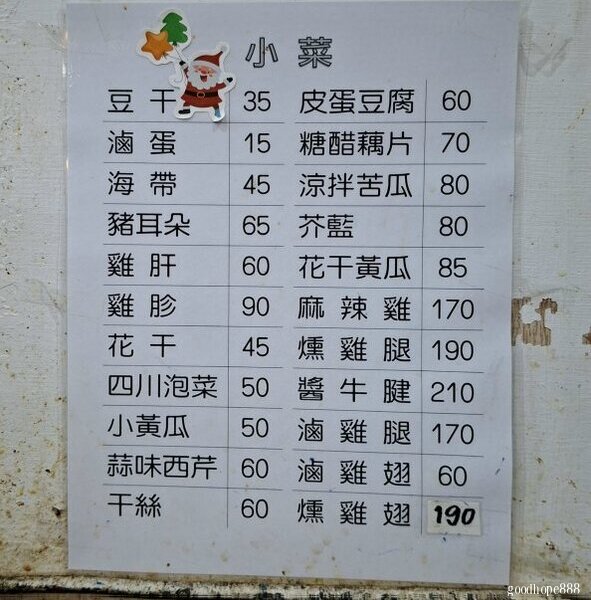 小菜
豆干 35 皮蛋豆腐 60
滷蛋 15 糖醋藕片 70
海帶 45 涼拌苦瓜 80
豬耳朵 65 芥藍 80
雞肝 60 花干黃瓜 85
雞胗 90 麻辣雞 170
花干 45 燻雞腿 190
四川泡菜 50 醬牛腱 210
小黃瓜 50 滷雞腿 170
蒜味西芹 60 滷雞翅 60
干絲 60 燻雞翅 190
goodhope888